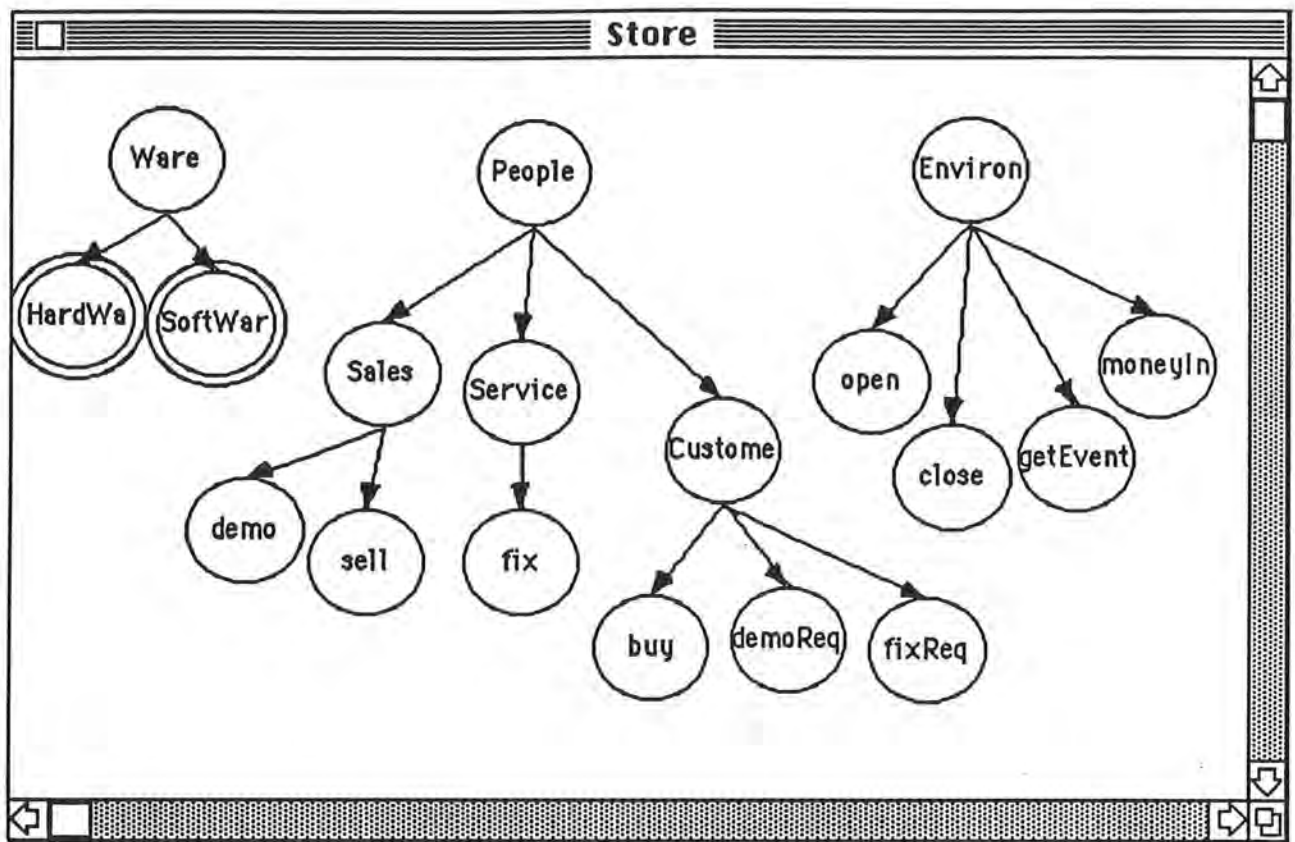 Store
Ware
People
Environ
HardWa
SoftWar
Sales
Service
Custome
open
close
getEvent
moneyIn
demo
sell
fix
buy
demoReq
fixReq